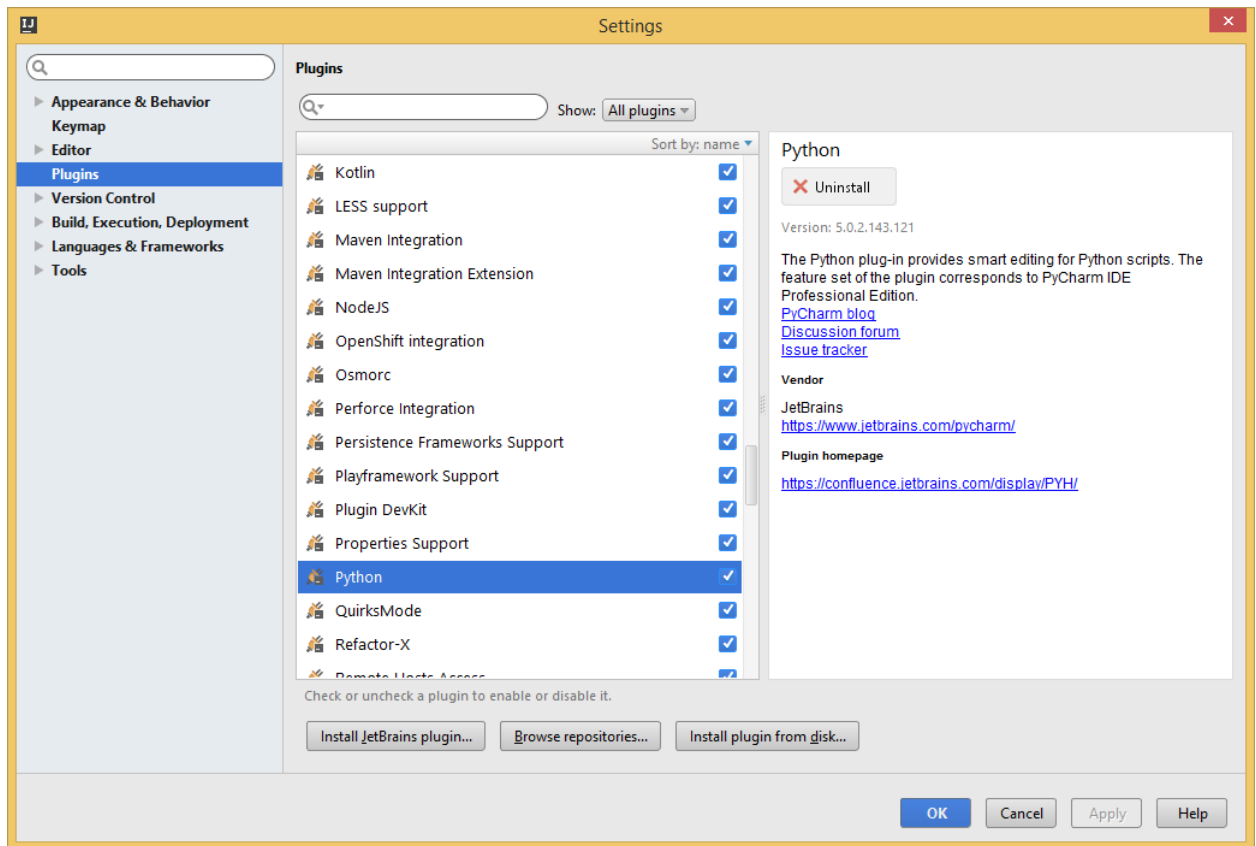 IJ
Settings
Appearance & Behavior
Keymap
Editor
Plugins
Version Control
Build, Execution, Deployment
Languages & Frameworks
Tools
Plugins
Show: All plugins
Sort by: name
Kotlin
LESS support
Maven Integration
Maven Integration Extension
NodeJS
OpenShift integration
Osmorc
Perforce Integration
Persistence Frameworks Support
Playframework Support
Plugin DevKit
Properties Support
Python
QuirksMode
Refactor-X
Remote Hosts Access
Check or uncheck a plugin to enable or disable it.
Install JetBrains plugin...
Browse repositories...
Install plugin from disk...
Python
Uninstall
Version: 5.0.2.143.121
The Python plug-in provides smart editing for Python scripts. The
feature set of the plugin corresponds to PyCharm IDE
Professional Edition.
PyCharm blog
Discussion forum
Issue tracker
Vendor
JetBrains
https://www.jetbrains.com/pycharm/
Plugin homepage
https://confluence.jetbrains.com/display/PYH/
OK
Cancel
Apply
Help